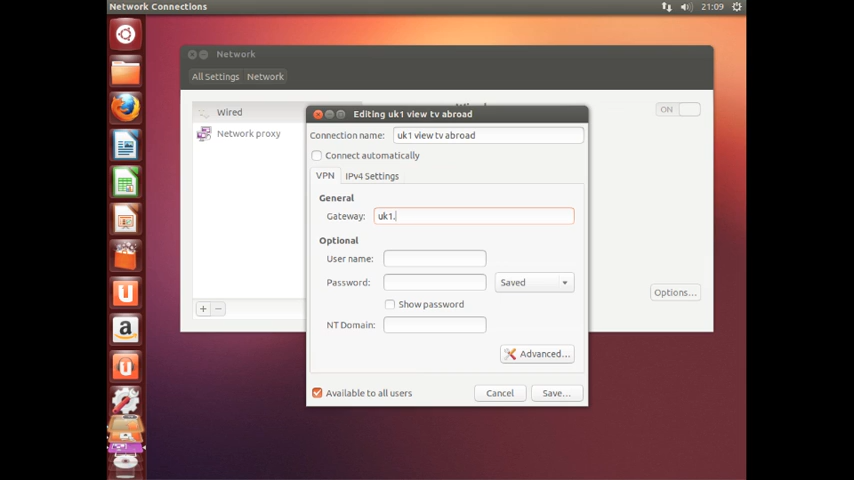 Network Connections
21:09
Network
All Settings
Network
Wired
ON
Network proxy
Editing uk1 view tv abroad
Connection name: uk1 view tv abroad
Connect automatically
VPN
IPv4 Settings
General
Gateway: uk1.
Optional
User name:
Password:
Saved
Options...
Show password
NT Domain:
Advanced...
Available to all users
Cancel
Save...